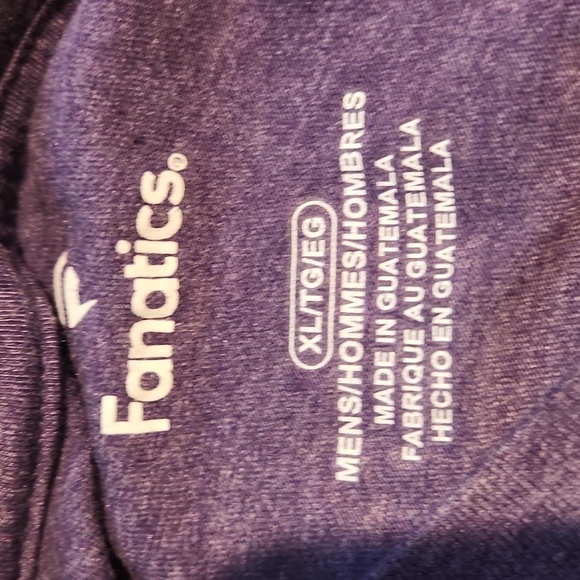 Fanatics®
XL/TG/EG
MENS/HOMMES/HOMBRES
MADE IN GUATEMALA
FABRIQUE AU GUATEMALA
HECHO EN GUATEMALA